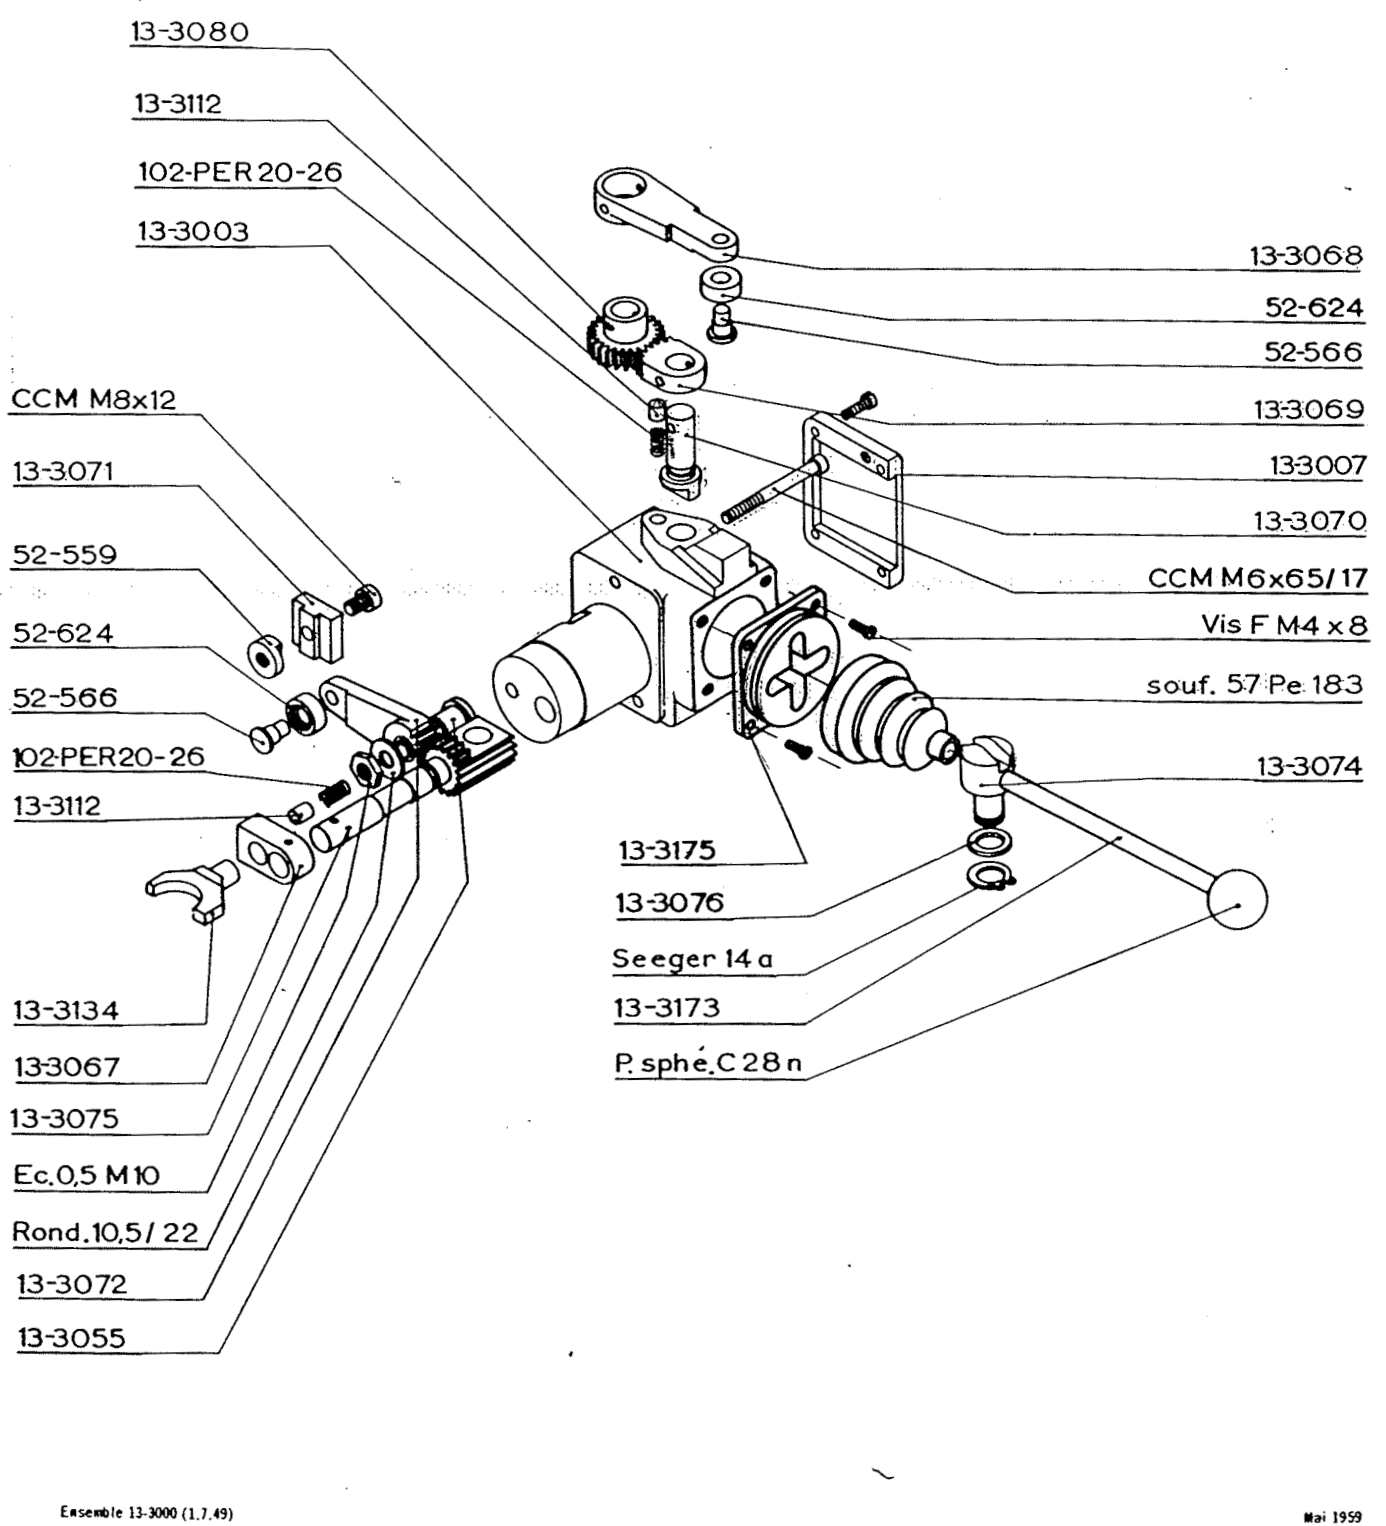 13-3080
13-3112
102-PER 20-26
13-3003
13-3068
52-624
52-566
CCM M8x12
13-3069
13-3071
13-3007
13-3070
52-559
CCM M6x65/17
52-624
Vis F M4 x 8
52-566
souf. 57 Pe 183
102-PER20-26
13-3074
13-3112
13-3175
13-3076
Seeger 14 a
13-3134
13-3173
13-3067
P. sphé. C 28 n
13-3075
Ec. 0,5 M 10
Rond. 10,5 / 22
13-3072
13-3055
Ensemble 13-3000 (1.7.49)
Mai 1959